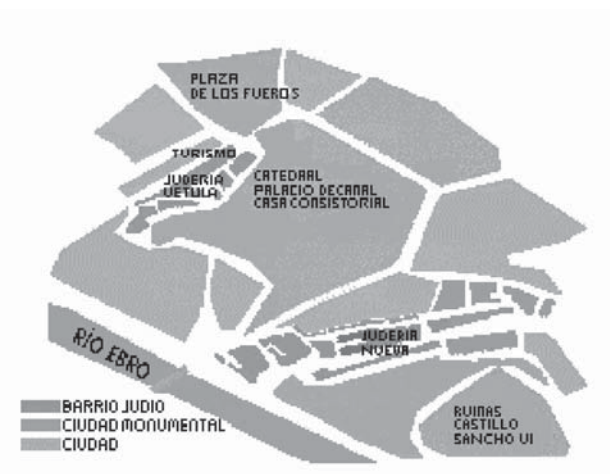 PLAZA
DE LOS FUEROS
TURISMO
JUDERIA
VETULA
CATEDRAL
PALACIO DECANAL
CASA CONSISTORIAL
JUDERIA
NUEVA
RÍO EBRO
BARRIO JUDIO
CIUDAD MONUMENTAL
CIUDAD
RUINAS
CASTILLO
SANCHO VI